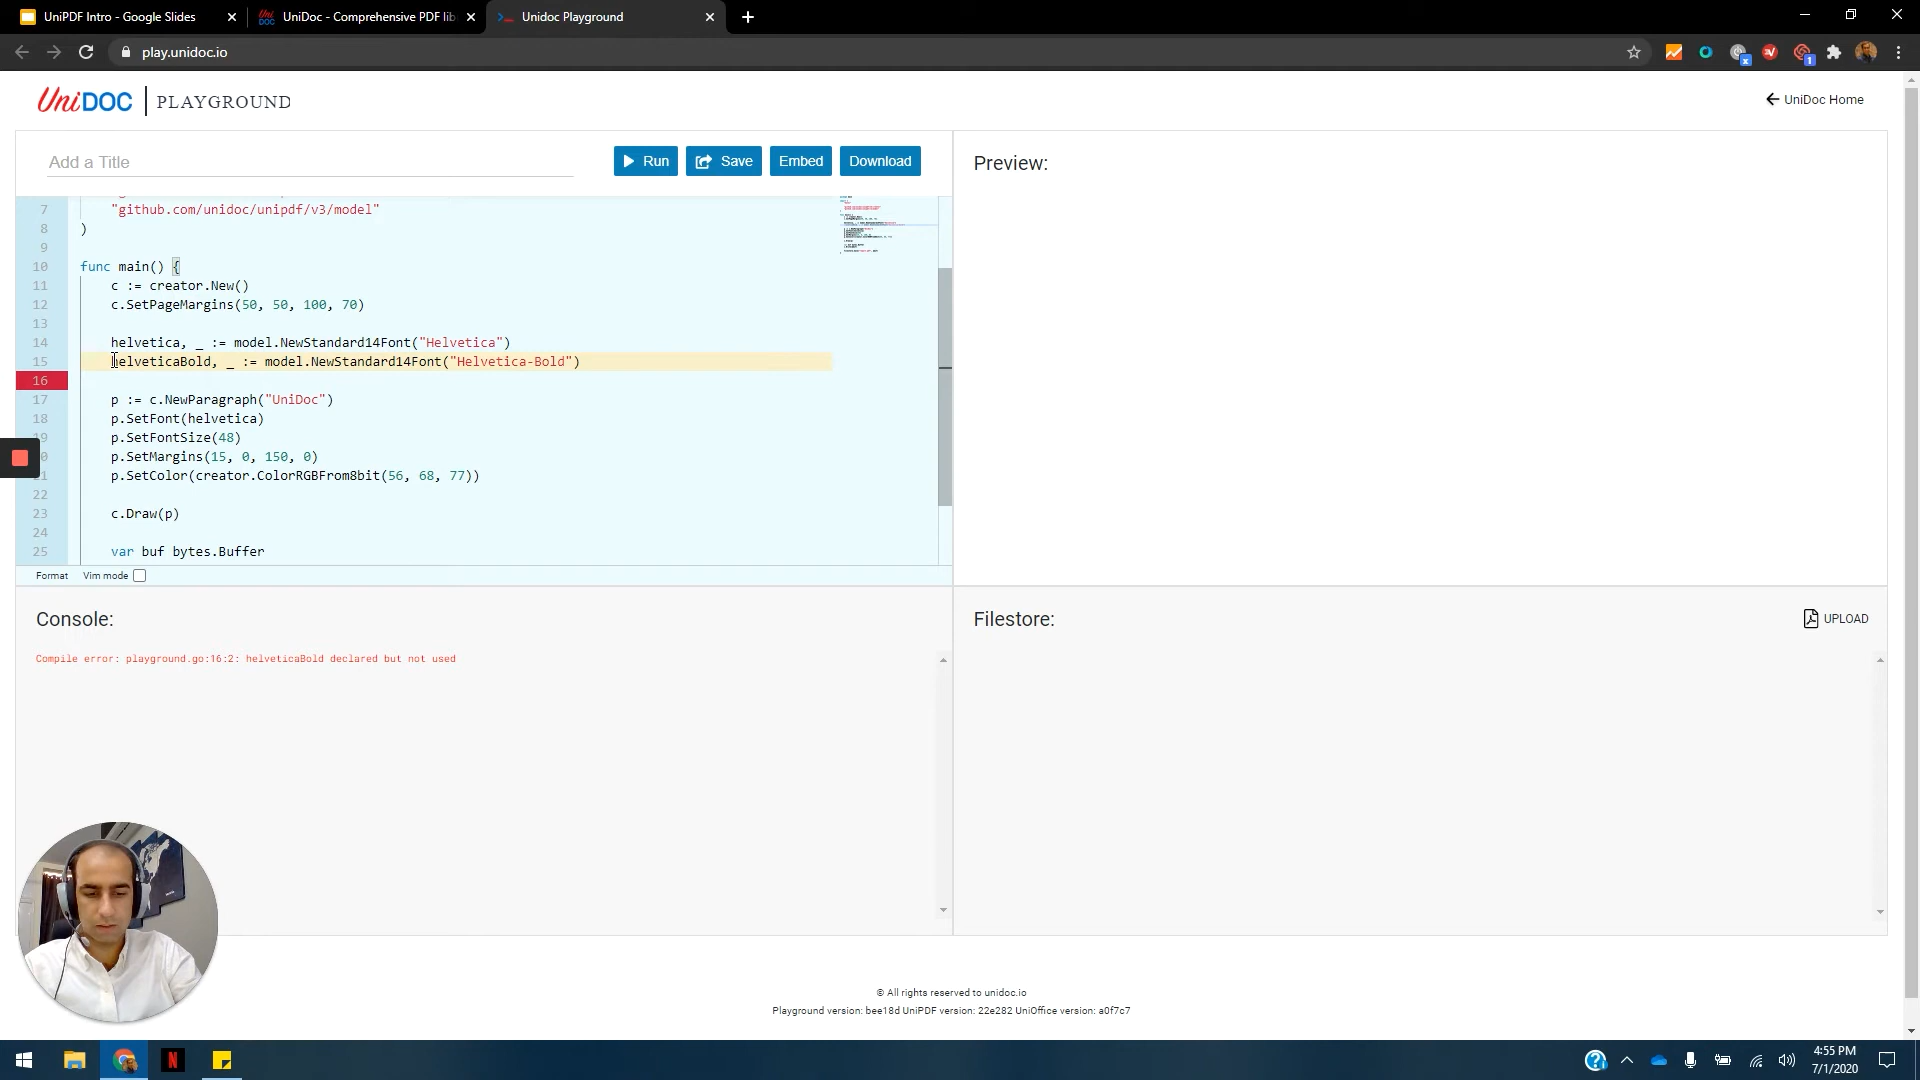 UniPDF Intro - Google Slides
UniDoc - Comprehensive PDF lib
Unidoc Playground
play.unidoc.io
UniDOC
PLAYGROUND
UniDoc Home
Add a Title
Run
Save
Embed
Download
Preview:
7 "github.com/unidoc/unipdf/v3/model"
8 )
9
10 func main() {
11 c := creator.New()
12 c.SetPageMargins(50, 50, 100, 70)
13
14 helvetica, _ := model.NewStandard14Font("Helvetica")
15 helveticaBold, _ := model.NewStandard14Font("Helvetica-Bold")
16
17 p := c.NewParagraph("UniDoc")
18 p.SetFont(helvetica)
19 p.SetFontSize(48)
0 p.SetMargins(15, 0, 150, 0)
21 p.SetColor(creator.ColorRGBFrom8bit(56, 68, 77))
22
23 c.Draw(p)
24
25 var buf bytes.Buffer
Format Vim mode
Console:
Compile error: playground.go:16:2: helveticaBold declared but not used
Filestore:
UPLOAD
© All rights reserved to unidoc.io
Playground version: bee18d UniPDF version: 22e282 UniOffice version: a0f7c7
4:55 PM
7/1/2020